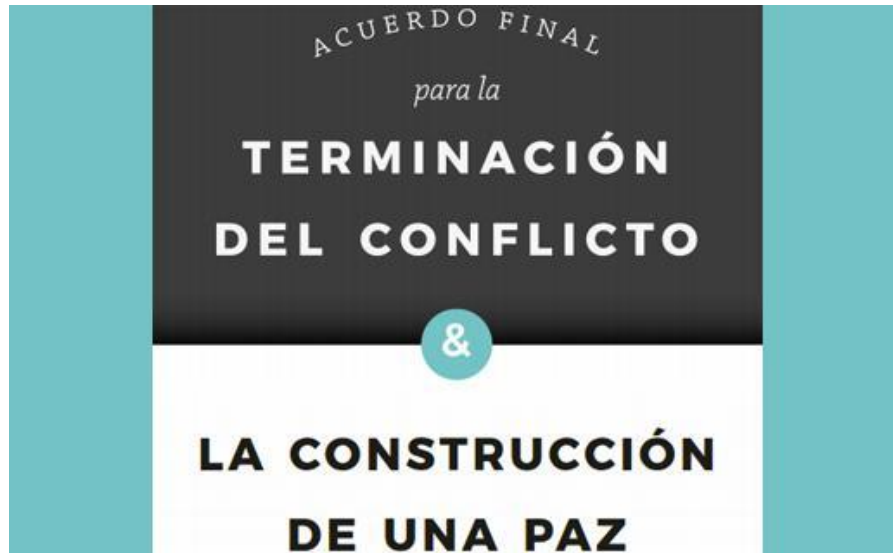 ACUERDO FINAL
para la
TERMINACIÓN
DEL CONFLICTO
&
LA CONSTRUCCIÓN
DE UNA PAZ